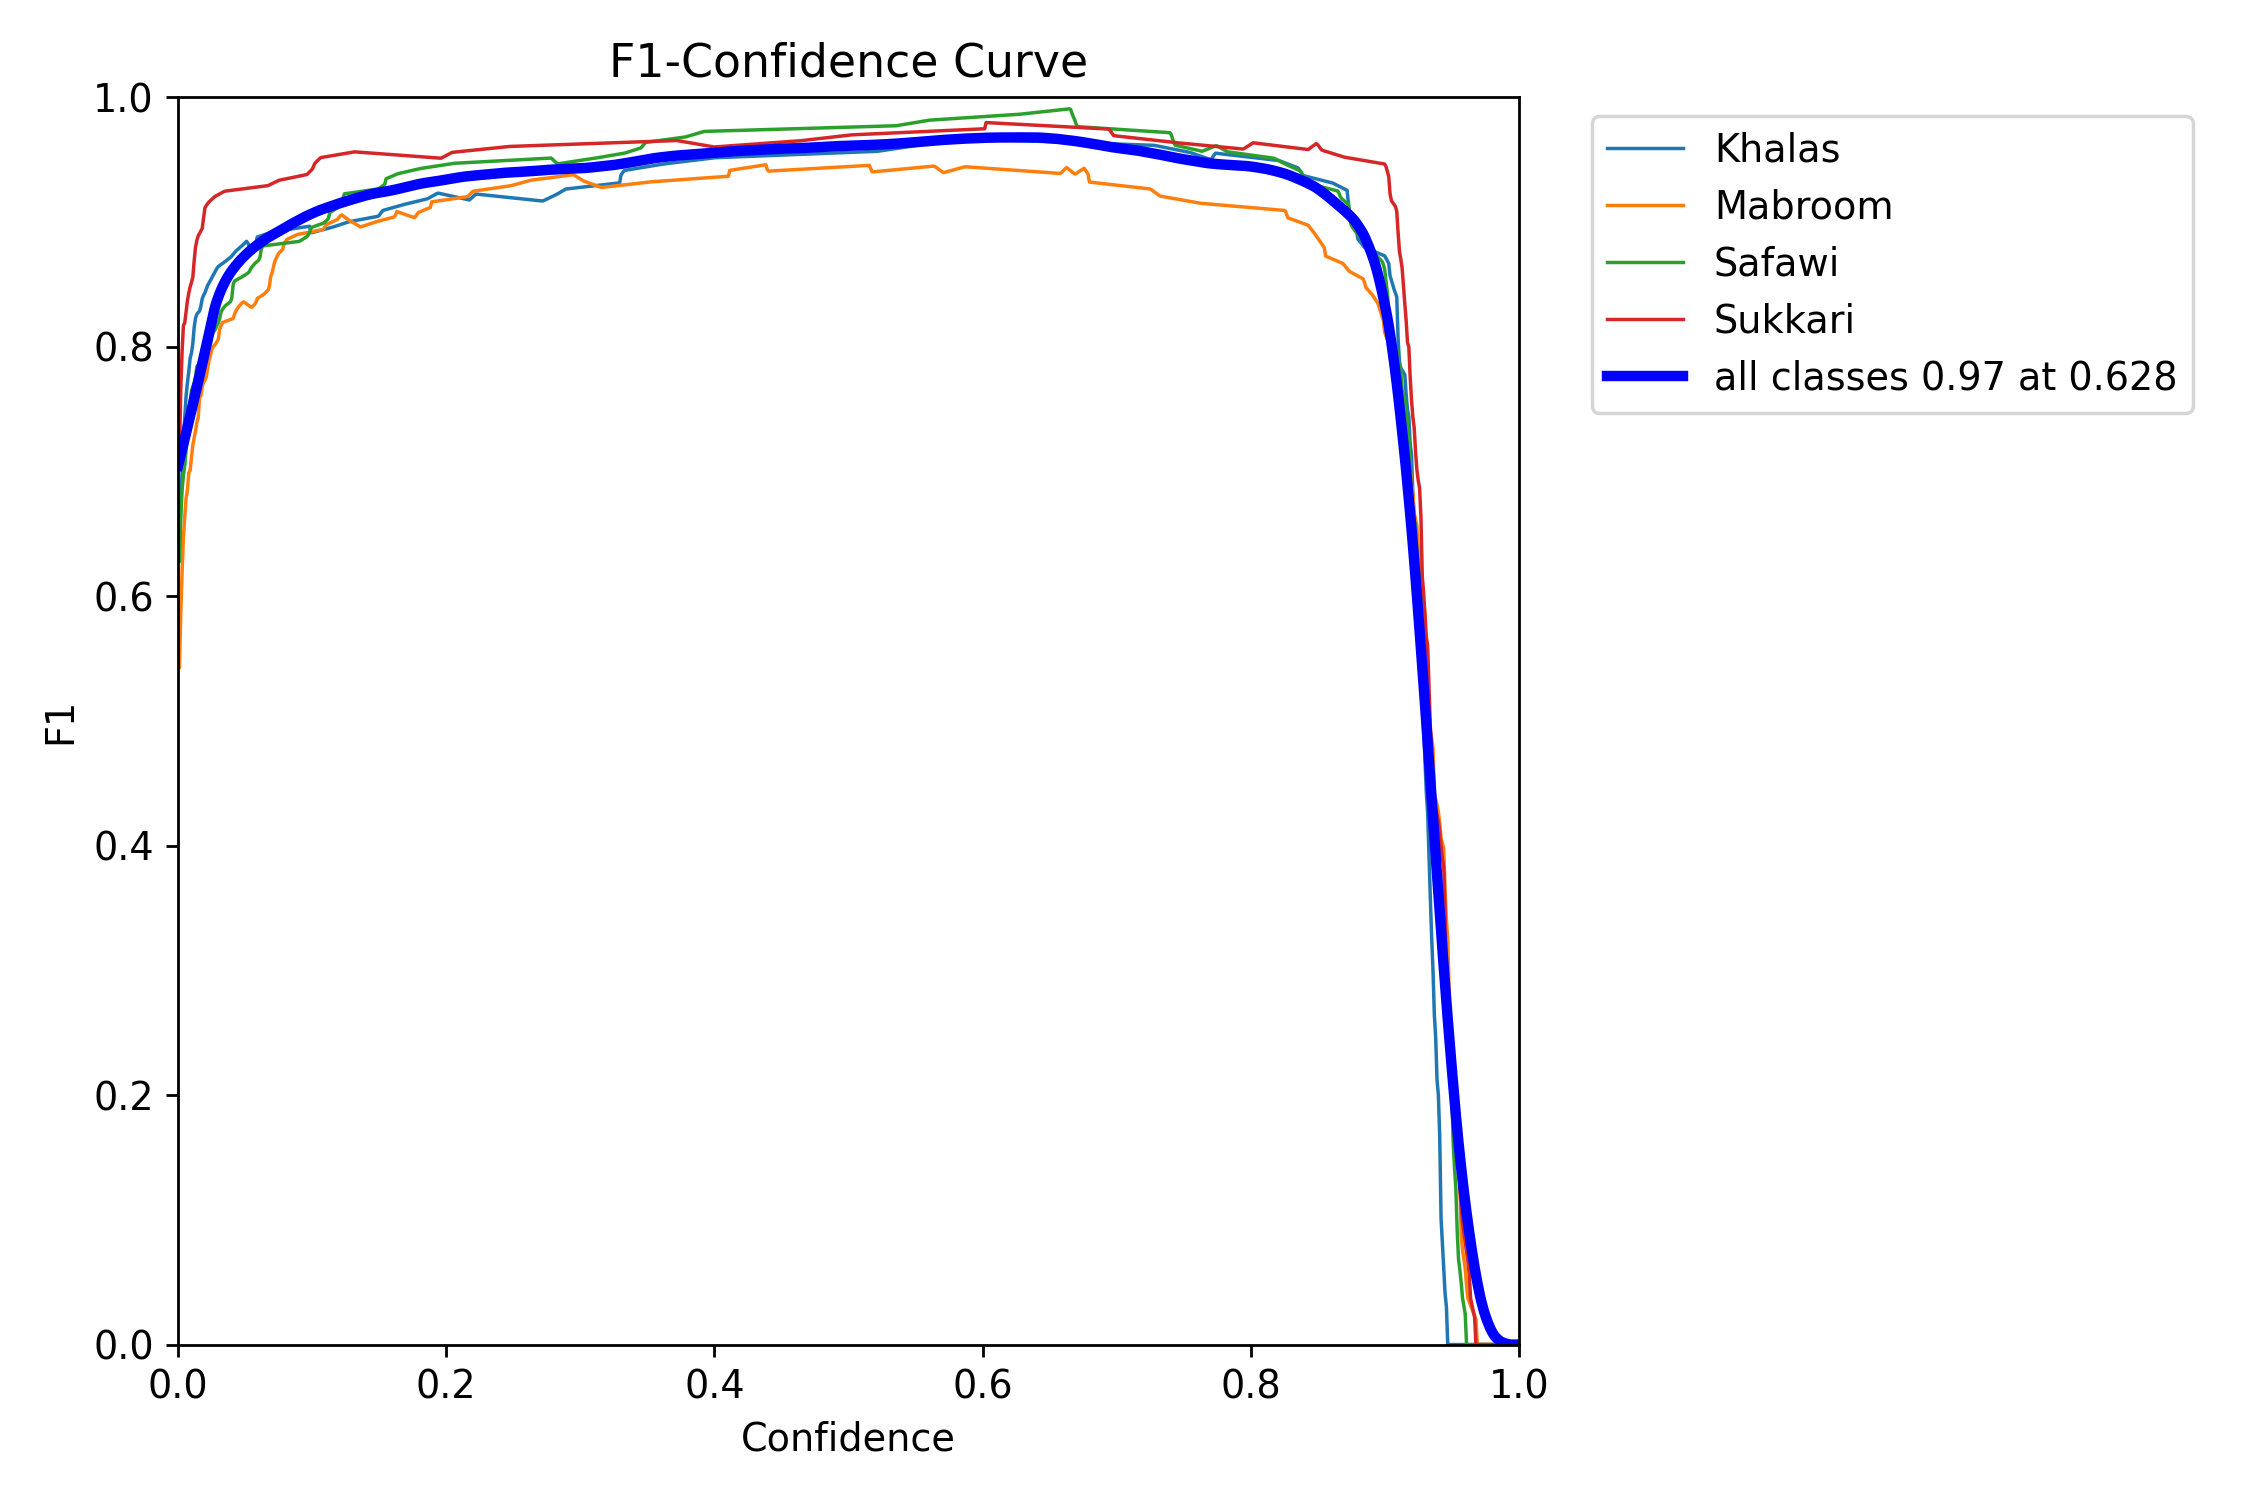 F1-Confidence Curve
1.0
0.8
0.6
0.4
0.2
0.0
F1
0.0 0.2 0.4 0.6 0.8 1.0
Confidence
Khalas
Mabroom
Safawi
Sukkari
all classes 0.97 at 0.628